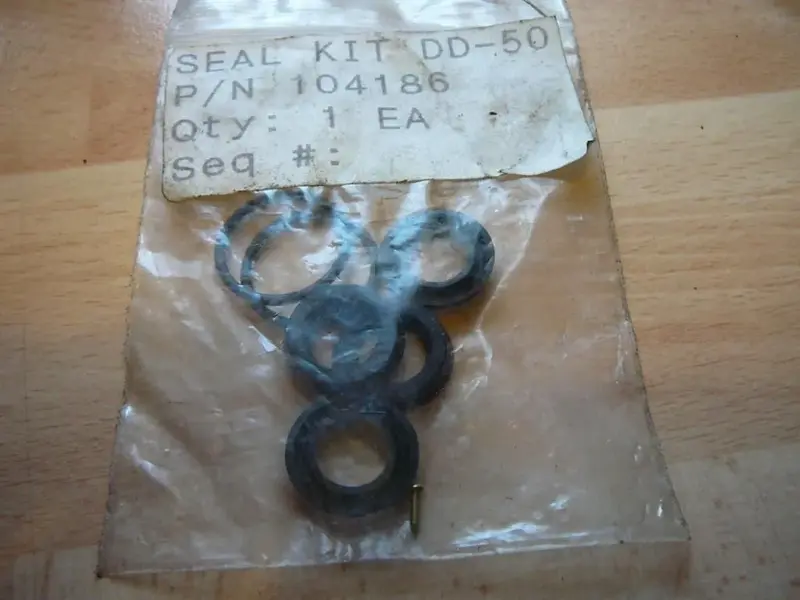 SEAL KIT DD-50
P/N 104186
Qty: 1 EA
Seq #: